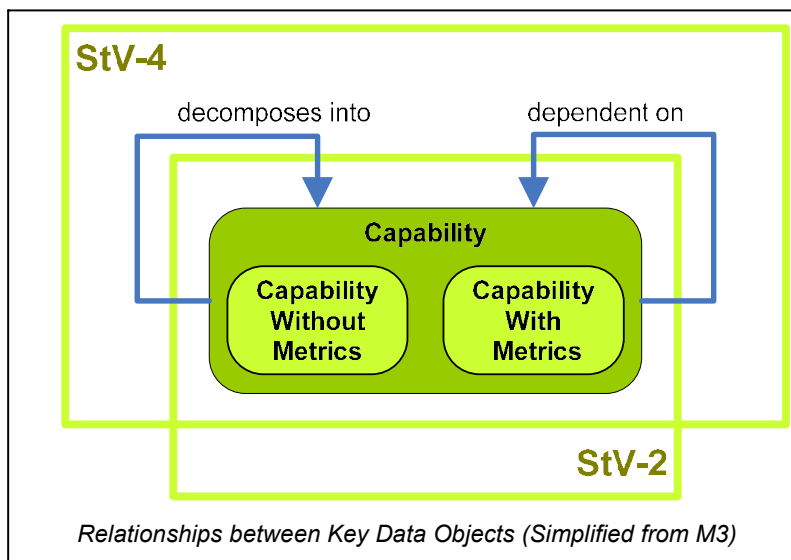 StV-4
decomposes into
dependent on
Capability
Capability
Without
Metrics
Capability
With
Metrics
StV-2
Relationships between Key Data Objects (Simplified from M3)